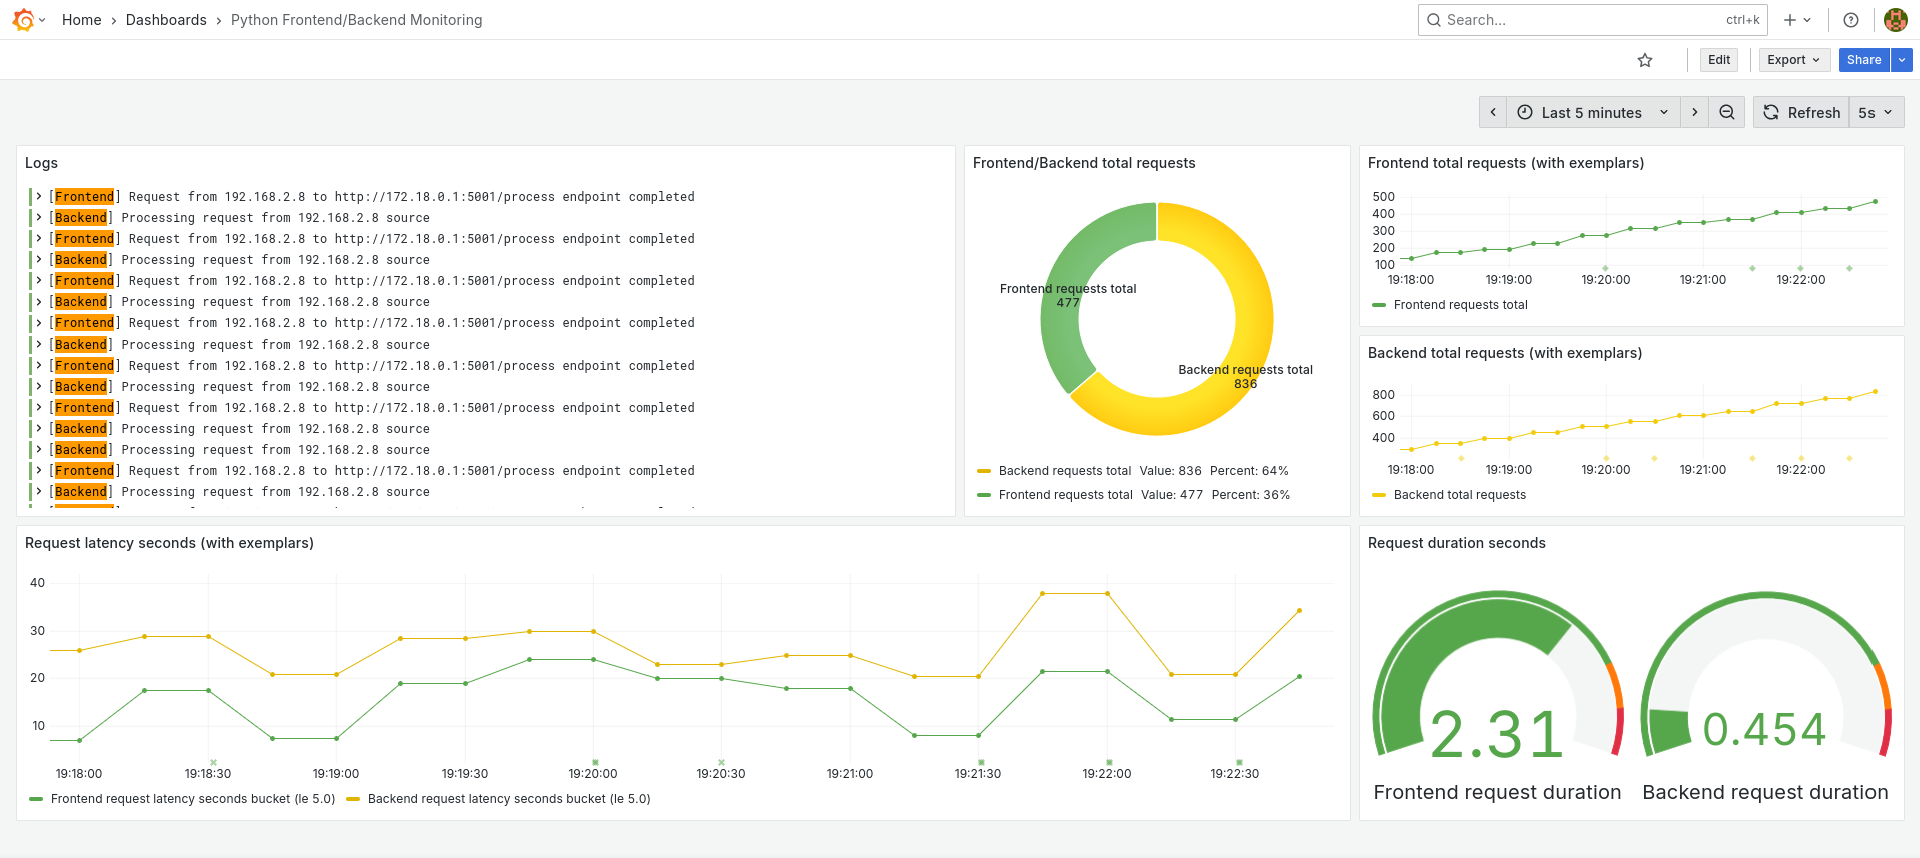 Home › Dashboards › Python Frontend/Backend Monitoring
Search... ctrl+k
Edit Export Share
Last 5 minutes Refresh 5s
Logs
[Frontend] Request from 192.168.2.8 to http://172.18.0.1:5001/process endpoint completed
[Backend] Processing request from 192.168.2.8 source
[Frontend] Request from 192.168.2.8 to http://172.18.0.1:5001/process endpoint completed
[Backend] Processing request from 192.168.2.8 source
[Frontend] Request from 192.168.2.8 to http://172.18.0.1:5001/process endpoint completed
[Backend] Processing request from 192.168.2.8 source
[Frontend] Request from 192.168.2.8 to http://172.18.0.1:5001/process endpoint completed
[Backend] Processing request from 192.168.2.8 source
[Frontend] Request from 192.168.2.8 to http://172.18.0.1:5001/process endpoint completed
[Backend] Processing request from 192.168.2.8 source
[Frontend] Request from 192.168.2.8 to http://172.18.0.1:5001/process endpoint completed
[Backend] Processing request from 192.168.2.8 source
[Backend] Processing request from 192.168.2.8 source
[Frontend] Request from 192.168.2.8 to http://172.18.0.1:5001/process endpoint completed
[Backend] Processing request from 192.168.2.8 source
Frontend/Backend total requests
Frontend requests total
477
Backend requests total
836
Backend requests total Value: 836 Percent: 64%
Frontend requests total Value: 477 Percent: 36%
Frontend total requests (with exemplars)
500
400
300
200
100
19:18:00 19:19:00 19:20:00 19:21:00 19:22:00
Frontend requests total
Backend total requests (with exemplars)
800
600
400
19:18:00 19:19:00 19:20:00 19:21:00 19:22:00
Backend total requests
Request latency seconds (with exemplars)
40
30
20
10
19:18:00 19:18:30 19:19:00 19:19:30 19:20:00 19:20:30 19:21:00 19:21:30 19:22:00 19:22:30
Frontend request latency seconds bucket (le 5.0) Backend request latency seconds bucket (le 5.0)
Request duration seconds
2.31 0.454
Frontend request duration Backend request duration